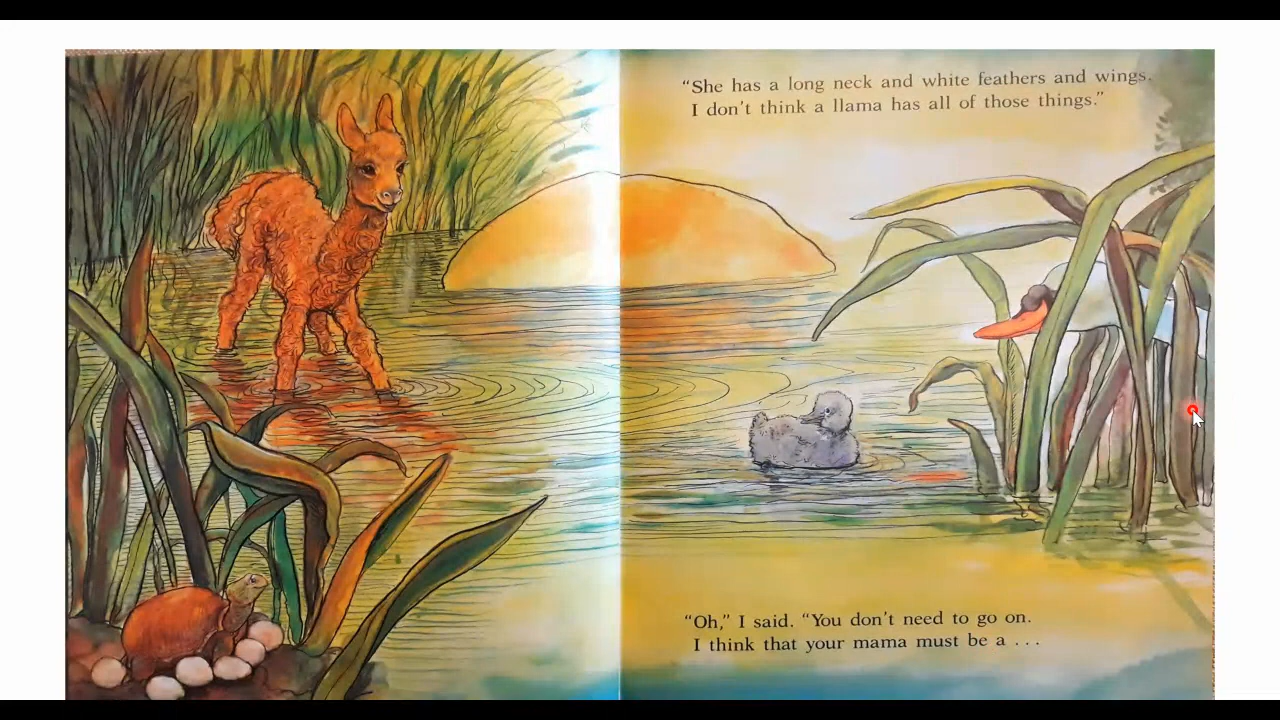 “She has a long neck and white feathers and wings.
I don’t think a llama has all of those things.”
“Oh,” I said. “You don’t need to go on.
I think that your mama must be a . . .